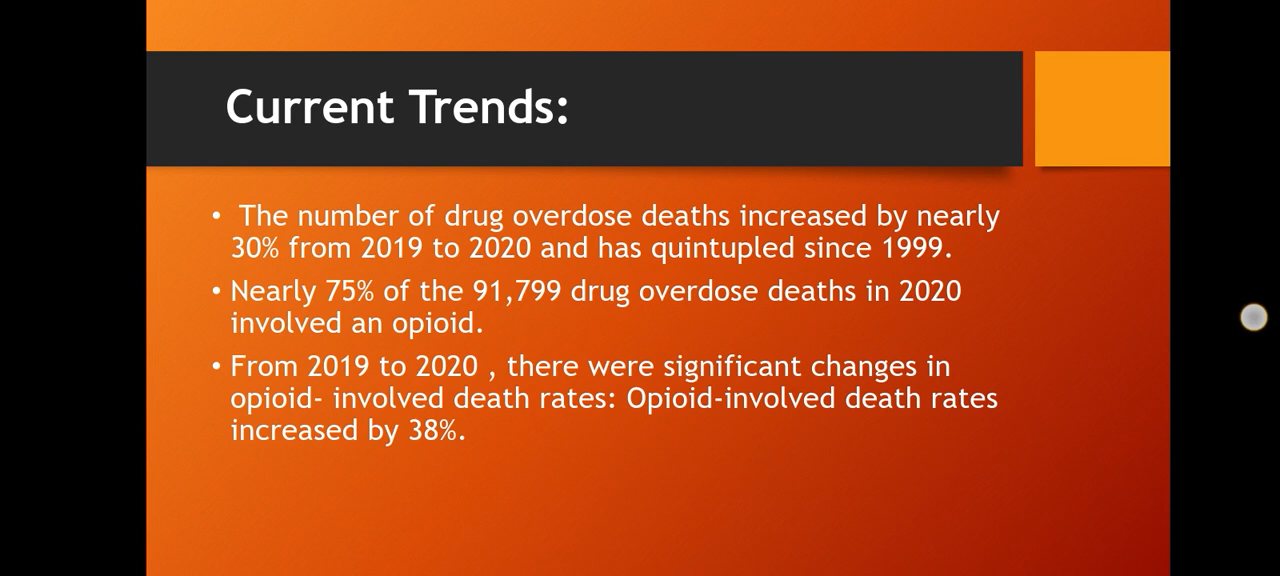 Current Trends:
• The number of drug overdose deaths increased by nearly
30% from 2019 to 2020 and has quintupled since 1999.
• Nearly 75% of the 91,799 drug overdose deaths in 2020
involved an opioid.
• From 2019 to 2020 , there were significant changes in
opioid- involved death rates: Opioid-involved death rates
increased by 38%.